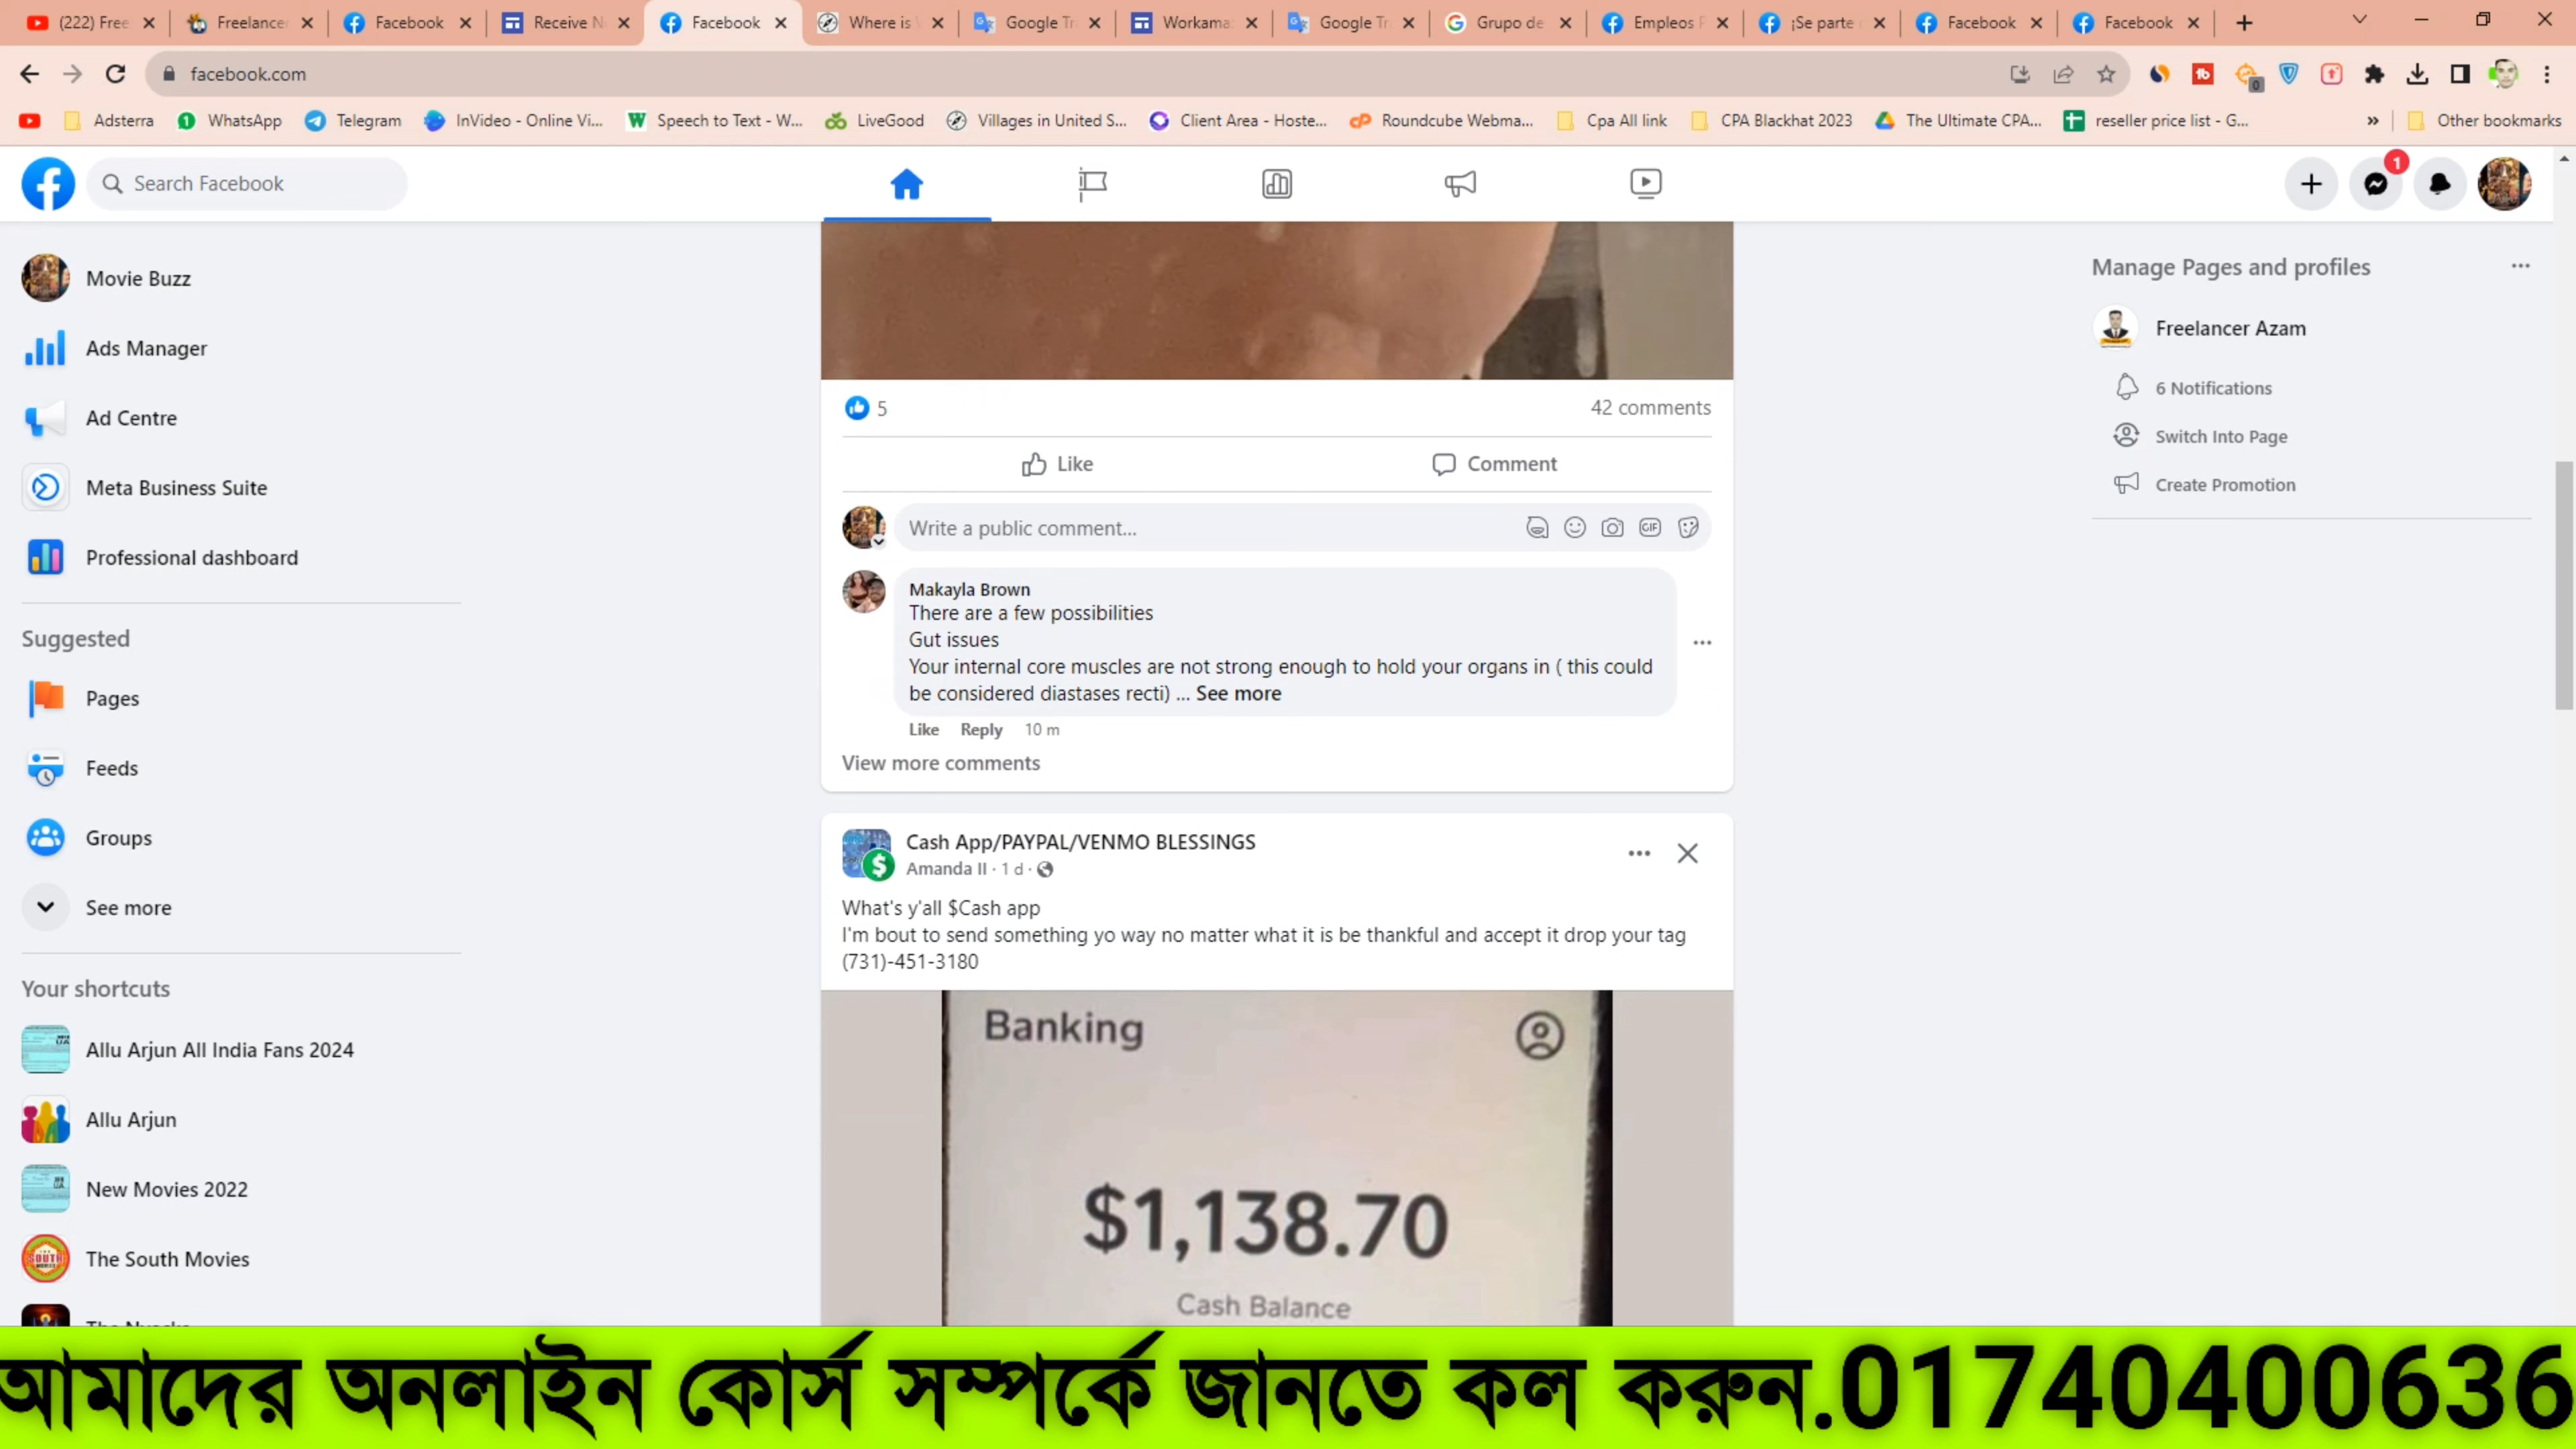 (222) Free
Freelancer
Facebook
Receive N
Facebook
Where is
Google Tr
Workama
Google Tr
Grupo de
Empleos
¡Se parte
Facebook
Facebook
facebook.com
Adsterra
WhatsApp
Telegram
InVideo - Online Vi...
Speech to Text - W...
LiveGood
Villages in United S...
Client Area - Hoste...
Roundcube Webma...
Cpa All link
CPA Blackhat 2023
The Ultimate CPA...
reseller price list - G...
»
Other bookmarks
Search Facebook
1
Movie Buzz
Ads Manager
Ad Centre
Meta Business Suite
Professional dashboard
Suggested
Pages
Feeds
Groups
See more
Your shortcuts
Allu Arjun All India Fans 2024
Allu Arjun
New Movies 2022
The South Movies
5
42 comments
Like
Comment
Write a public comment...
GIF
Makayla Brown
There are a few possibilities
Gut issues
Your internal core muscles are not strong enough to hold your organs in ( this could
be considered diastases recti) ... See more
Like Reply 10 m
View more comments
Cash App/PAYPAL/VENMO BLESSINGS
Amanda II · 1 d ·
What's y'all $Cash app
I'm bout to send something yo way no matter what it is be thankful and accept it drop your tag
(731)-451-3180
Banking
$1,138.70
Cash Balance
Manage Pages and profiles
Freelancer Azam
6 Notifications
Switch Into Page
Create Promotion
আমাদের অনলাইন কোর্স সম্পর্কে জানতে কল করুন.01740400636